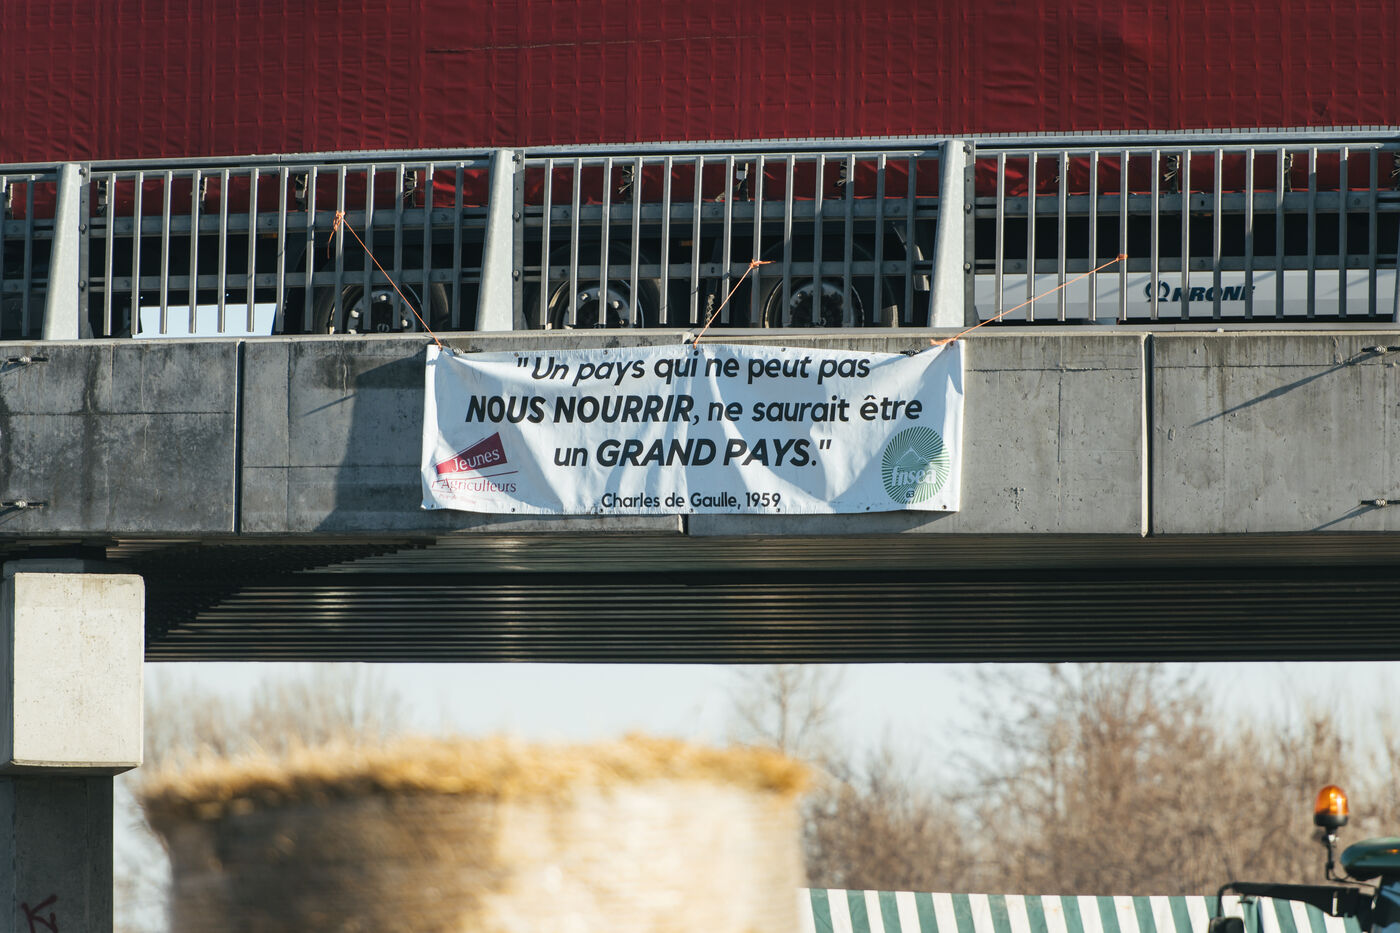 KRONE
"Un pays qui ne peut pas
NOUS NOURRIR, ne saurait être
un GRAND PAYS."
Charles de Gaulle, 1959
Jeunes
Agriculteurs
fnsea
63